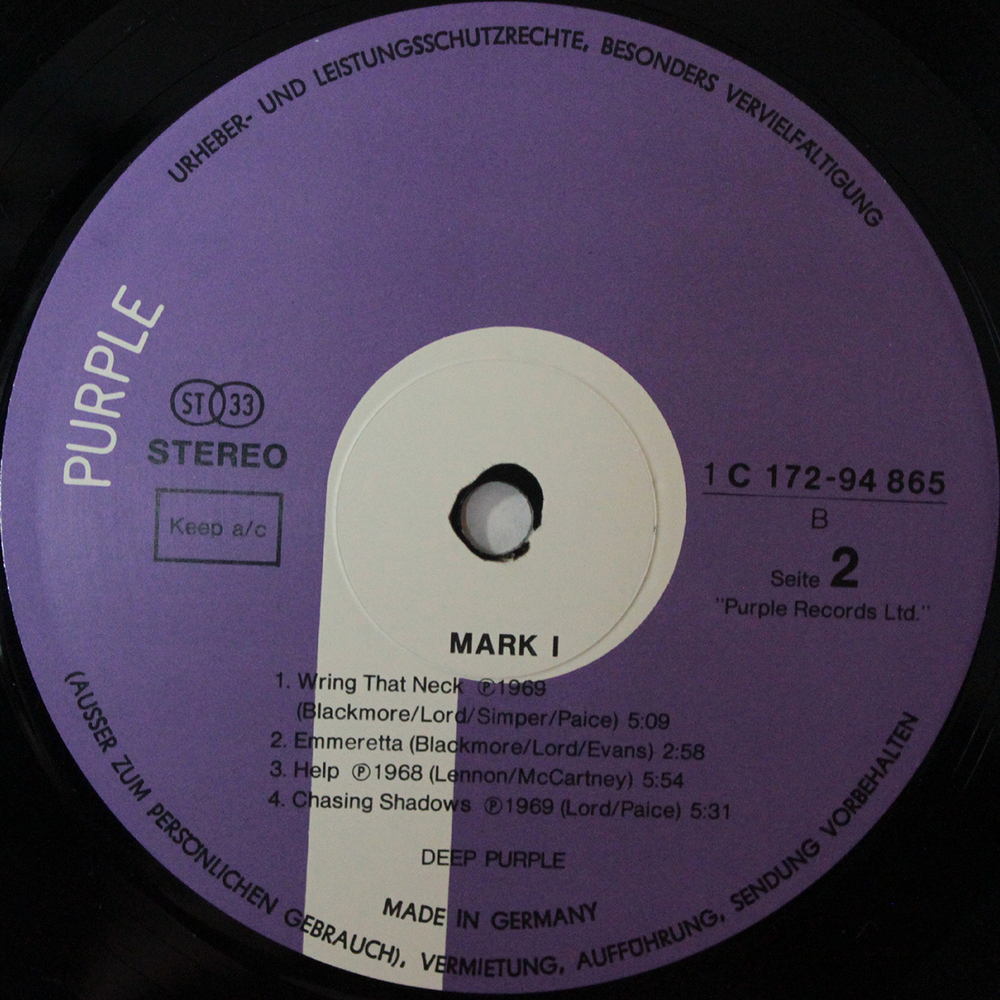 URHEBER- UND LEISTUNGSSCHUTZRECHTE, BESONDERS VERVIELFÄLTIGUNG
PURPLE
ST 33
STEREO
Keep a/c
1 C 172-94 865
B
Seite 2
"Purple Records Ltd."
MARK I
1. Wring That Neck ℗1969
(Blackmore/Lord/Simper/Paice) 5:09
2. Emmeretta (Blackmore/Lord/Evans) 2:58
3. Help ℗1968 (Lennon/McCartney) 5:54
4. Chasing Shadows ℗1969 (Lord/Paice) 5:31
DEEP PURPLE
MADE IN GERMANY
(AUSSER ZUM PERSÖNLICHEN GEBRAUCH), VERMIETUNG, AUFFÜHRUNG, SENDUNG VORBEHALTEN